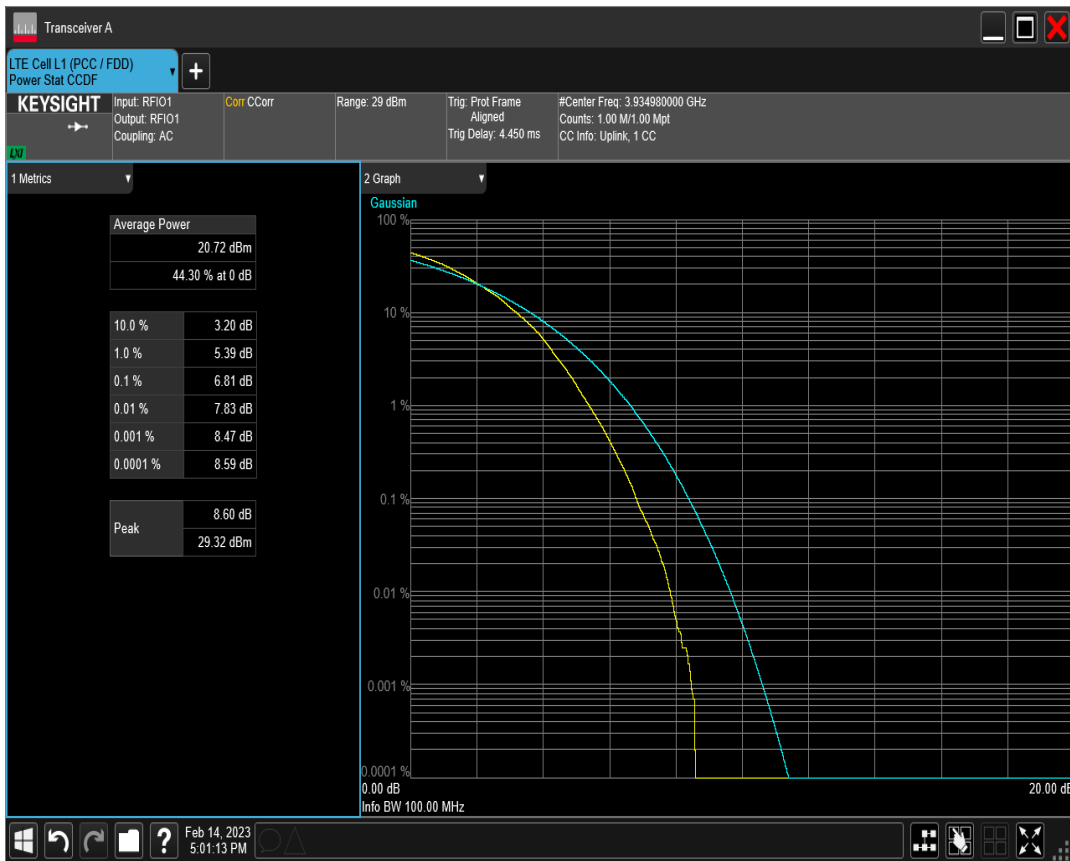 Transceiver A
LTE Cell L1 (PCC / FDD)
Power Stat CCDF
KEYSIGHT
LXI
Input: RFIO1
Output: RFIO1
Coupling: AC
Corr CCorr
Range: 29 dBm
Trig: Prot Frame
Aligned
Trig Delay: 4.450 ms
#Center Freq: 3.934980000 GHz
Counts: 1.00 M/1.00 Mpt
CC Info: Uplink, 1 CC
1 Metrics
Average Power
20.72 dBm
44.30 % at 0 dB
10.0 % 3.20 dB
1.0 % 5.39 dB
0.1 % 6.81 dB
0.01 % 7.83 dB
0.001 % 8.47 dB
0.0001 % 8.59 dB
Peak
8.60 dB
29.32 dBm
2 Graph
Gaussian
100 %
10 %
1 %
0.1 %
0.01 %
0.001 %
0.0001 %
0.00 dB 20.00 dB
Info BW 100.00 MHz
Feb 14, 2023
5:01:13 PM